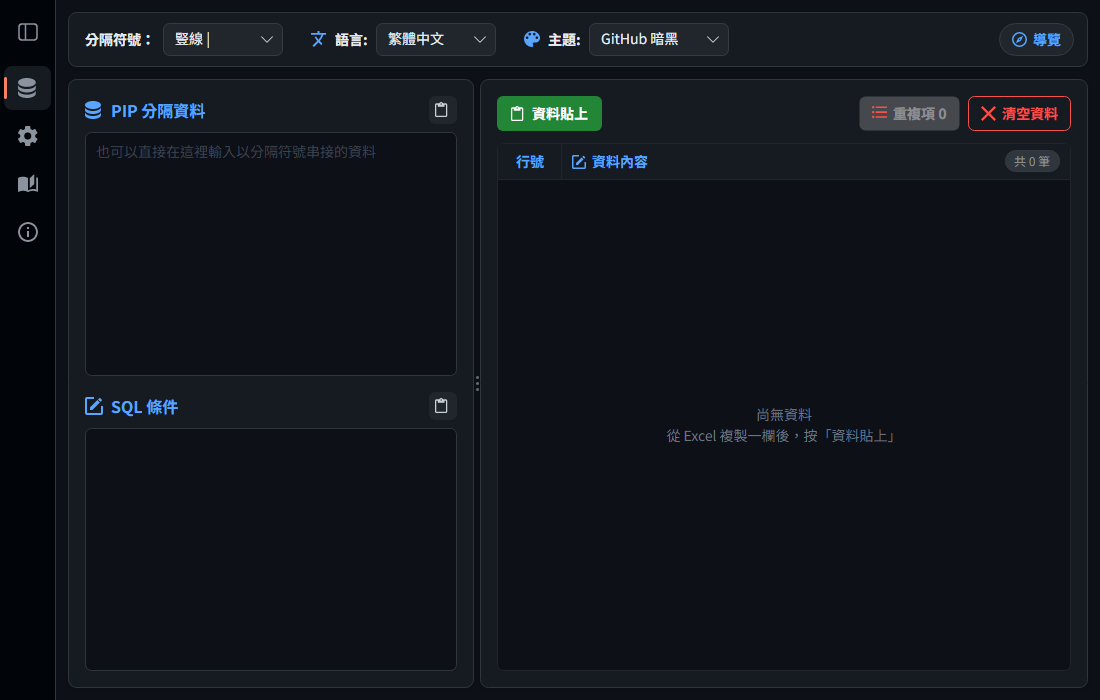 分隔符號： 豎線 | 語言: 繁體中文 主題: GitHub 暗黑 導覽
PIP 分隔資料
也可以直接在這裡輸入以分隔符號串接的資料
SQL 條件
資料貼上 重複項 0 清空資料
行號 資料內容 共 0 筆
尚無資料
從 Excel 複製一欄後，按「資料貼上」